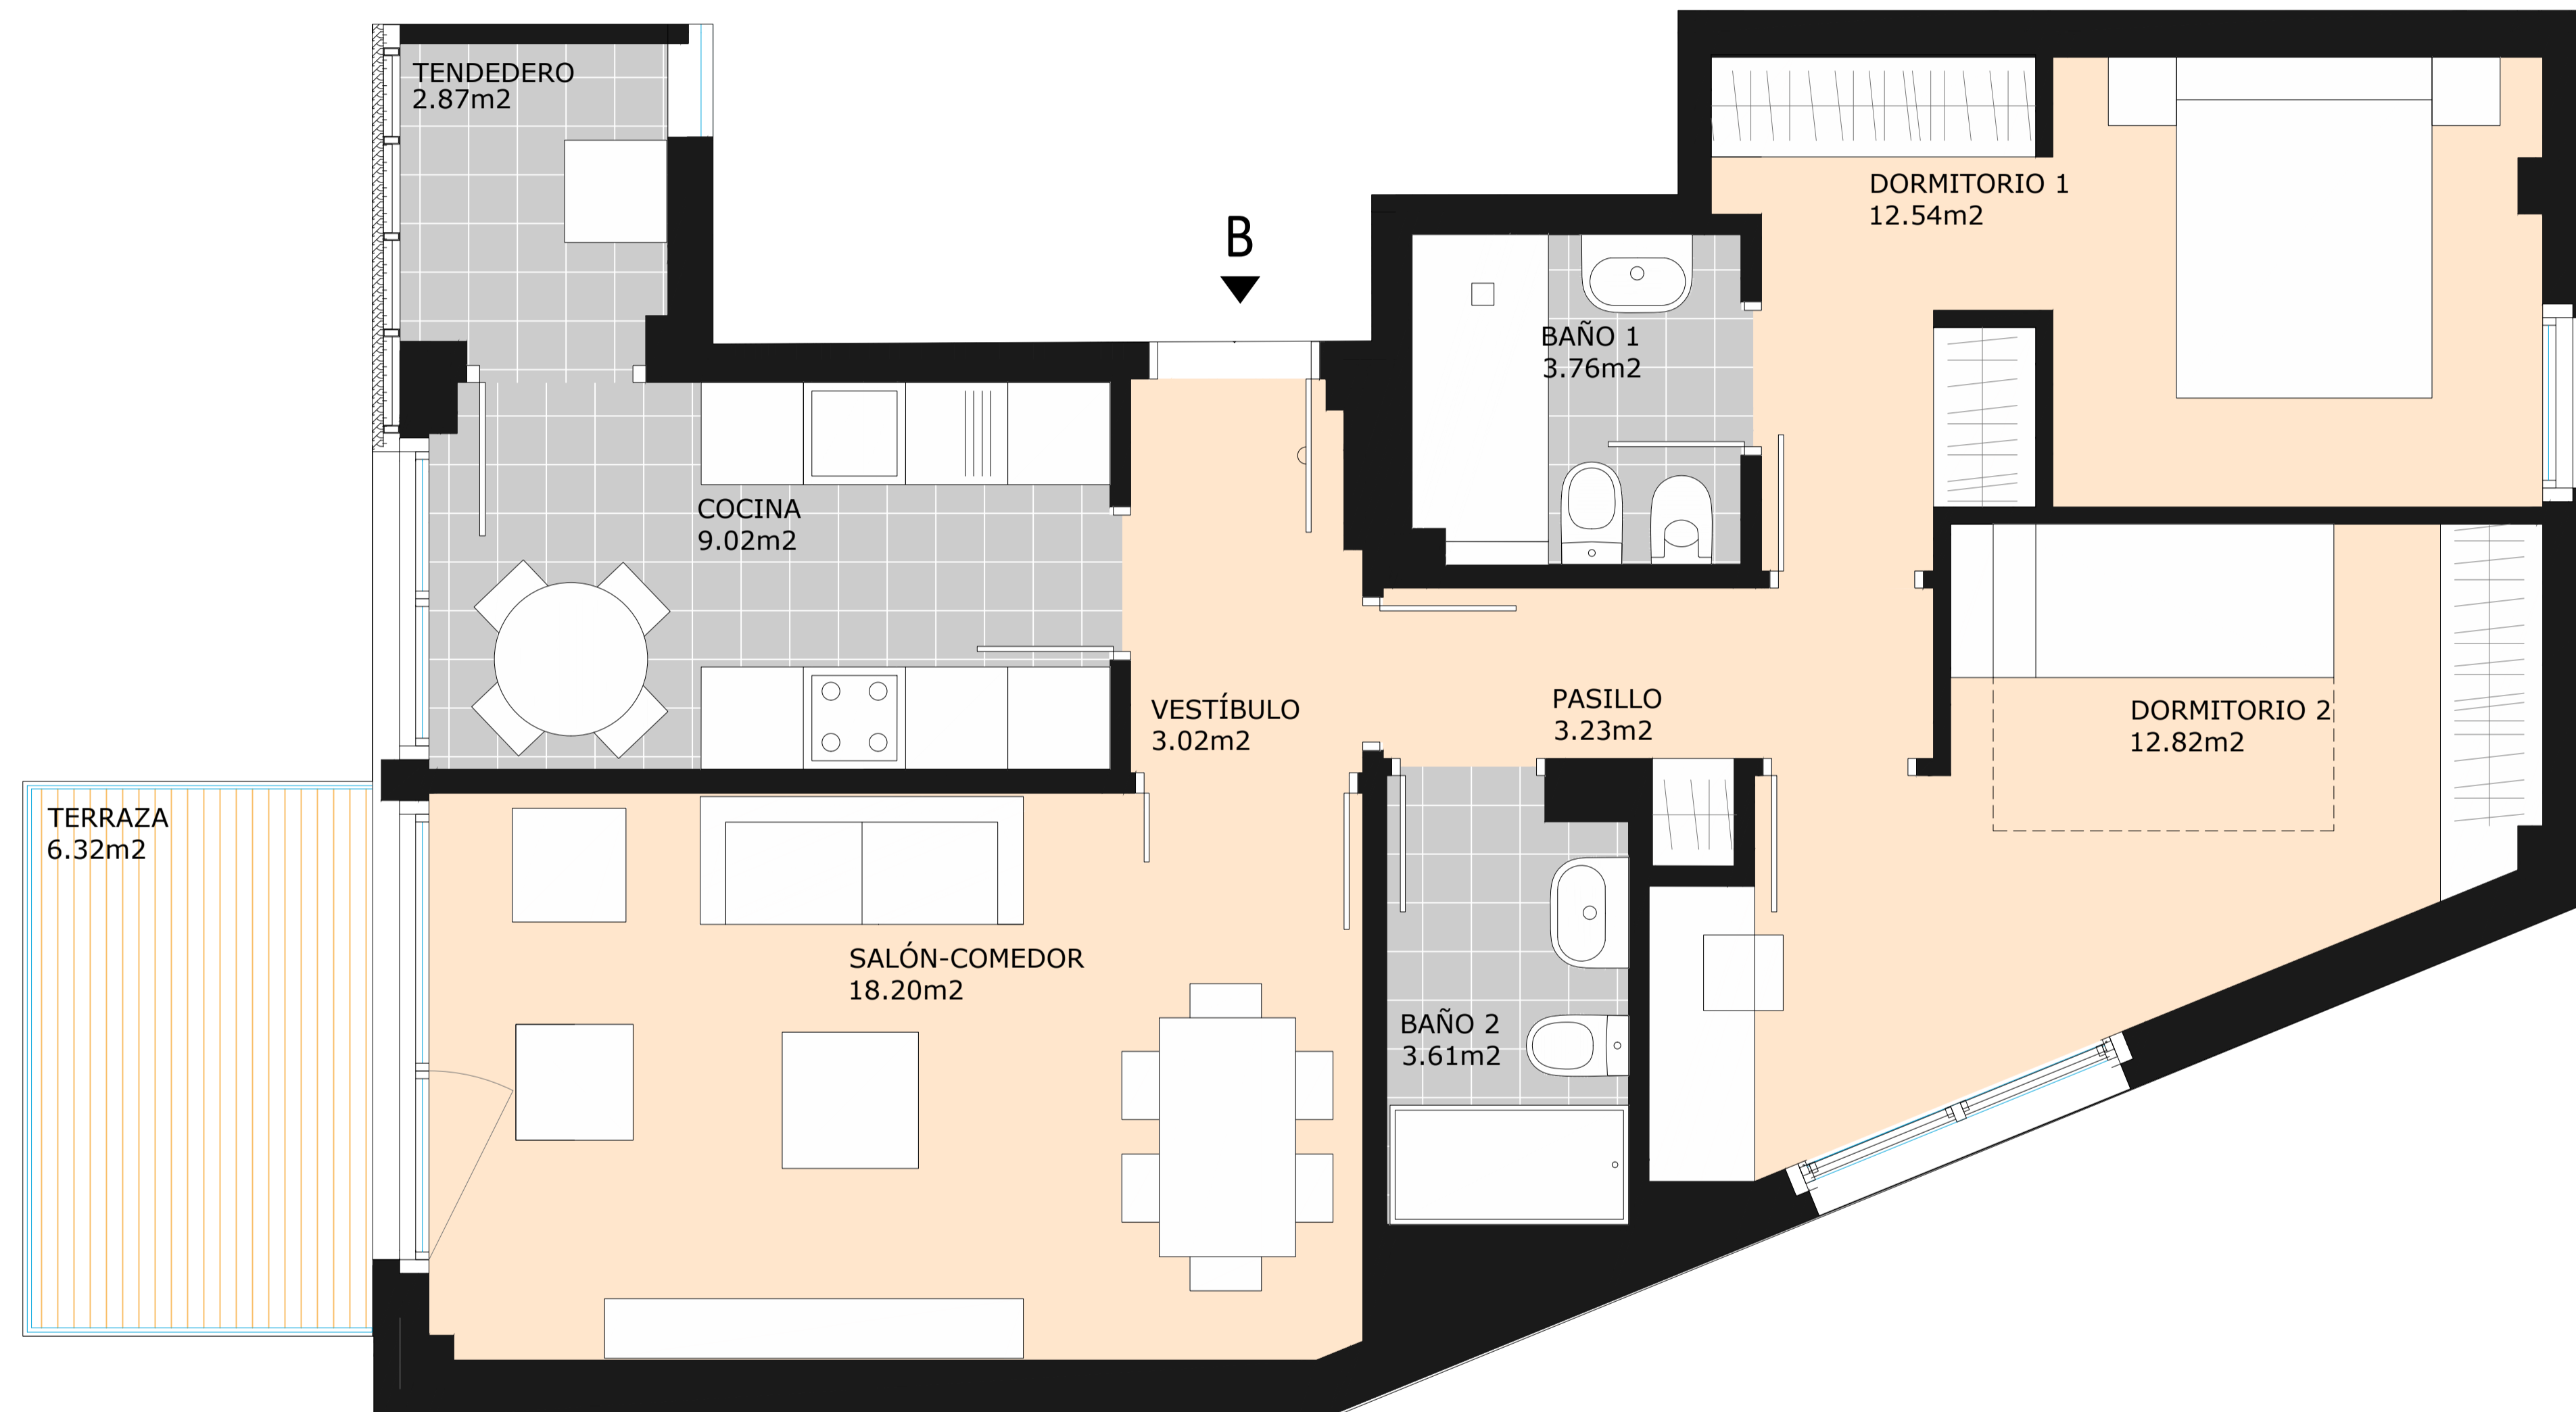 TENDEDERO
2.87m2
DORMITORIO 1
12.54m2
B
BAÑO 1
3.76m2
COCINA
9.02m2
VESTÍBULO
3.02m2
PASILLO
3.23m2
DORMITORIO 2
12.82m2
TERRAZA
6.32m2
SALÓN-COMEDOR
18.20m2
BAÑO 2
3.61m2